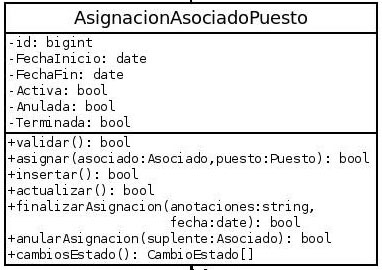 AsignacionAsociadoPuesto
-id: bigint
-FechaInicio: date
-FechaFin: date
-Activa: bool
-Anulada: bool
-Terminada: bool
+validar(): bool
+asignar(asociado:Asociado,puesto:Puesto): bool
+insertar(): bool
+actualizar(): bool
+finalizarAsignacion(anotaciones:string,
fecha:date): bool
+anularAsignacion(suplente:Asociado): bool
+cambiosEstado(): CambioEstado[]